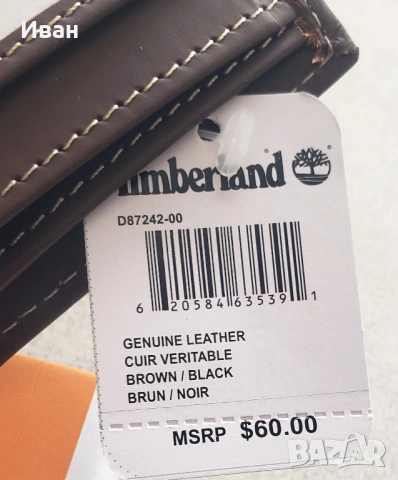 Иван
Timberland ®
D87242-00
6 20584 63539 1
GENUINE LEATHER
CUIR VERITABLE
BROWN / BLACK
BRUN / NOIR
MSRP $60.00
BAZAR